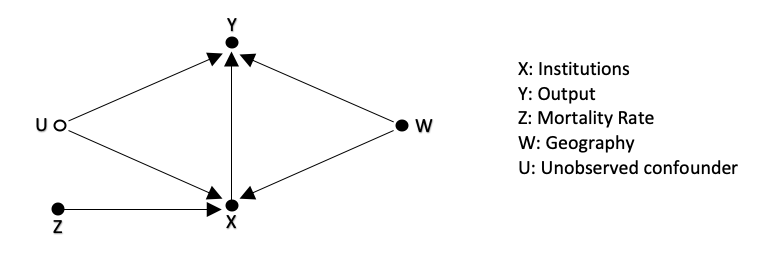 Y
U
W
Z
X
X: Institutions
Y: Output
Z: Mortality Rate
W: Geography
U: Unobserved confounder